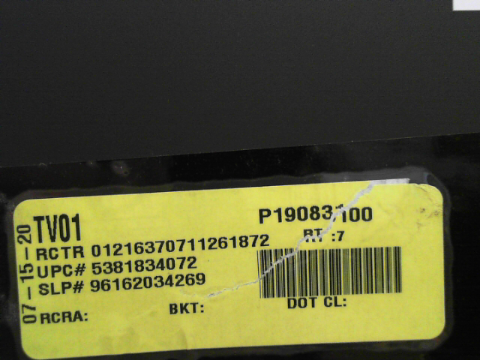 07-15-20
TV01
P19083100
RCTR 01216370711261872
RT :7
UPC# 5381834072
SLP# 96162034269
RCRA:
BKT:
DOT CL: